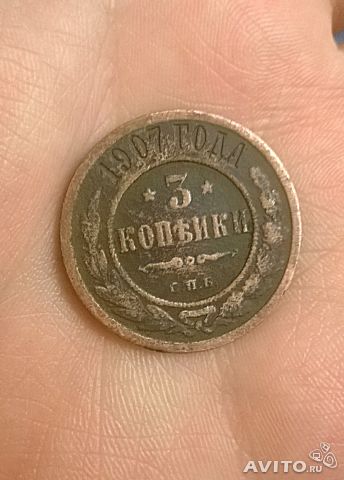 1907 ГОДА
3
КОПѢЙКИ
С.П.Б
AVITO.RU